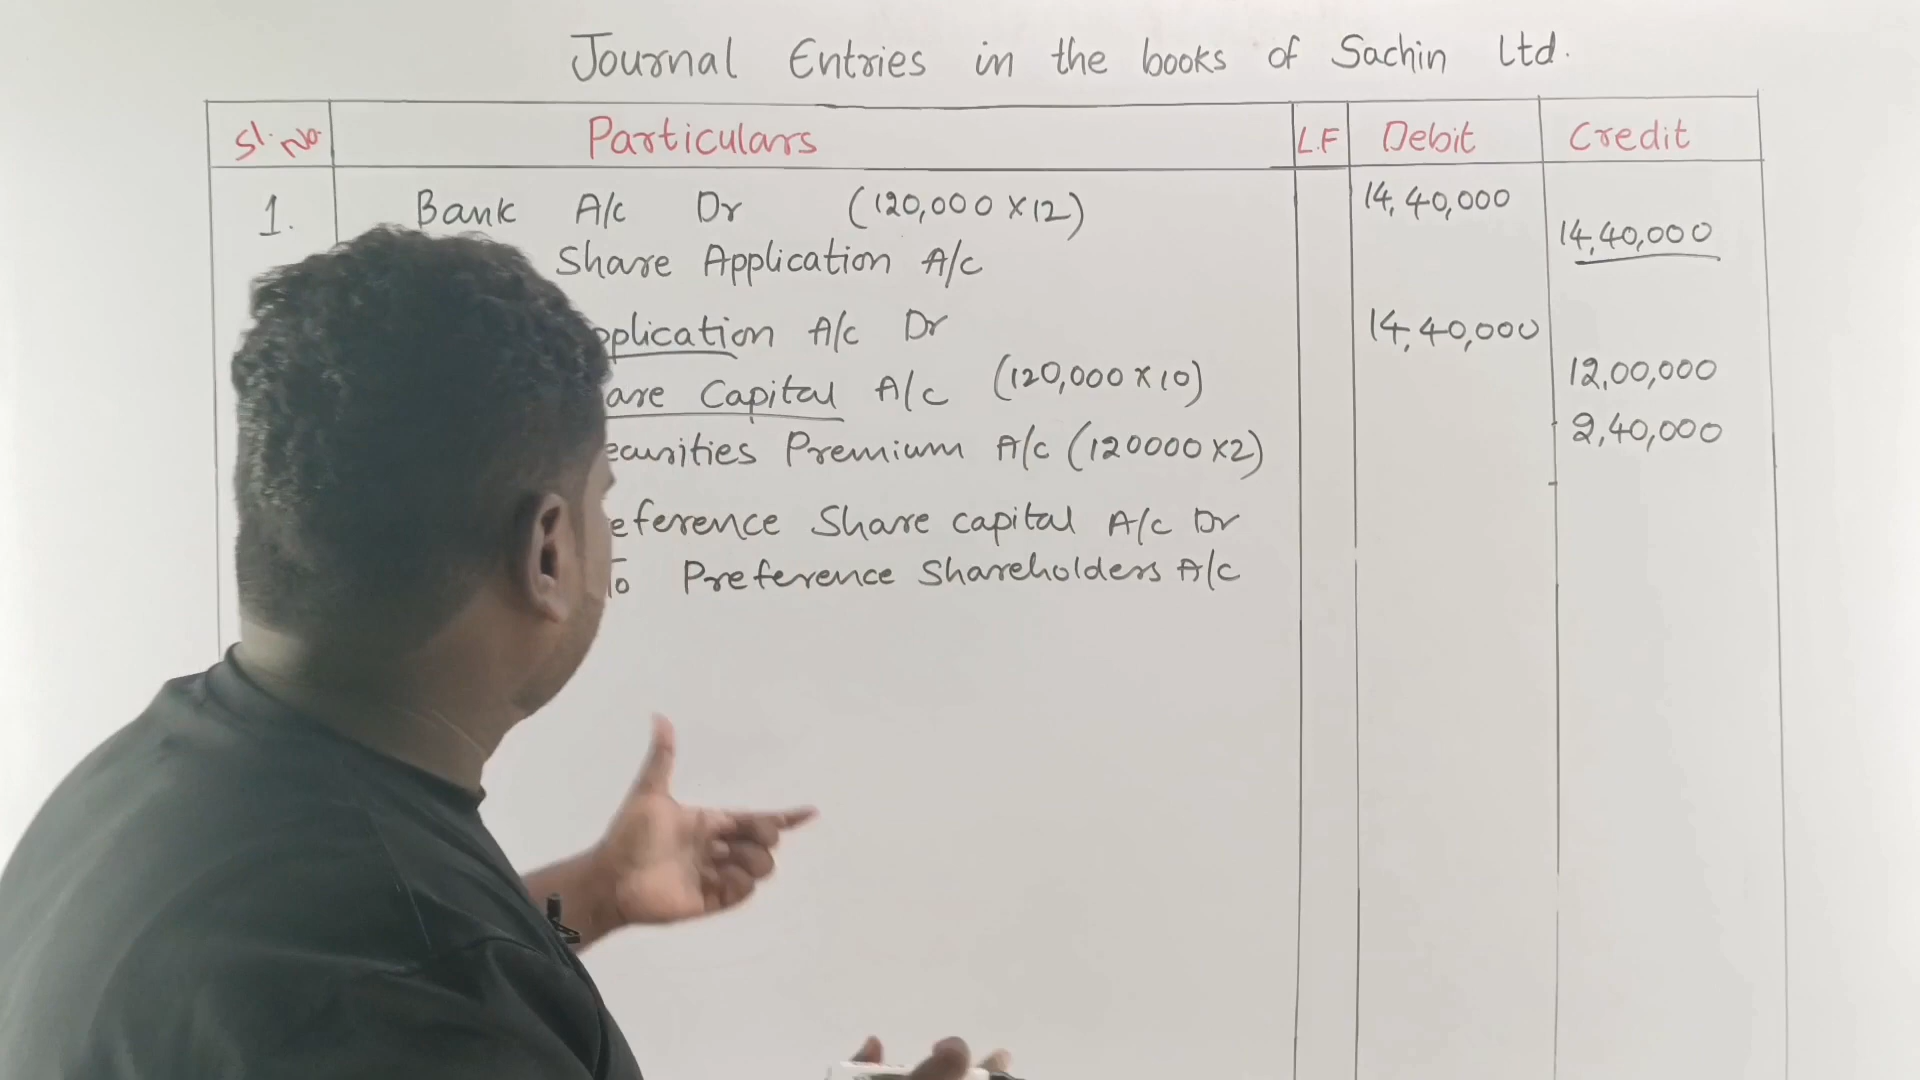 Journal Entries in the books of Sachin Ltd.
Sl. No. Particulars L.F Debit Credit
1. Bank A/c Dr (120,000 x 12) 14,40,000
Share Application A/c 14,40,000
pplication A/c Dr 14,40,000
are Capital A/c (120,000 x 10) 12,00,000
ecurities Premium A/c (120000 x 2) 2,40,000
eference Share capital A/c Dr
To Preference Shareholders A/c